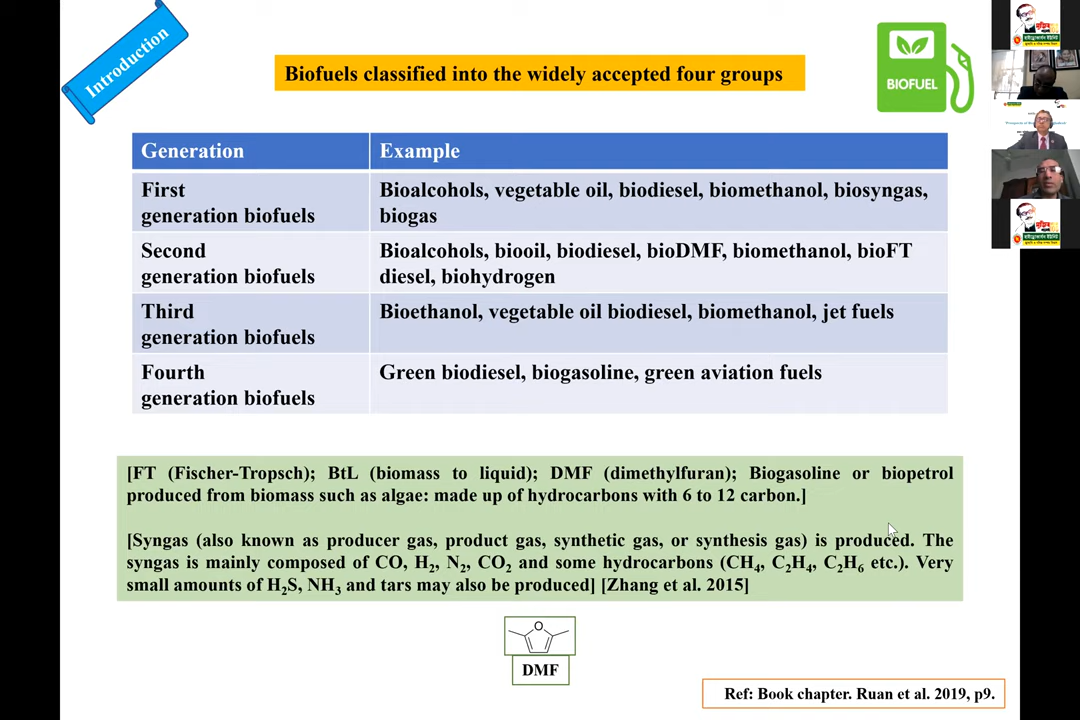 Introduction
Biofuels classified into the widely accepted four groups
BIOFUEL
Generation
Example
First
generation biofuels
Bioalcohols, vegetable oil, biodiesel, biomethanol, biosyngas,
biogas
Second
generation biofuels
Bioalcohols, biooil, biodiesel, bioDMF, biomethanol, bioFT
diesel, biohydrogen
Third
generation biofuels
Bioethanol, vegetable oil biodiesel, biomethanol, jet fuels
Fourth
generation biofuels
Green biodiesel, biogasoline, green aviation fuels
[FT (Fischer-Tropsch); BtL (biomass to liquid); DMF (dimethylfuran); Biogasoline or biopetrol
produced from biomass such as algae: made up of hydrocarbons with 6 to 12 carbon.]
[Syngas (also known as producer gas, product gas, synthetic gas, or synthesis gas) is produced. The
syngas is mainly composed of CO, H₂, N₂, CO₂ and some hydrocarbons (CH₄, C₂H₄, C₂H₆ etc.). Very
small amounts of H₂S, NH₃ and tars may also be produced] [Zhang et al. 2015]
O
DMF
Ref: Book chapter. Ruan et al. 2019, p9.